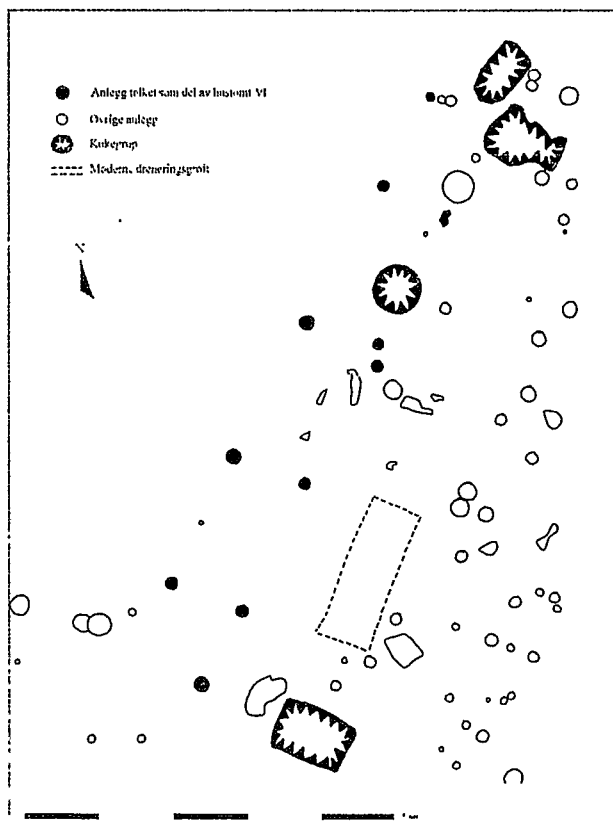 Anlegg tolket som del av hustomt VI
Øvrige anlegg
Kokegrop
Moderne dreneringsgrøft
N